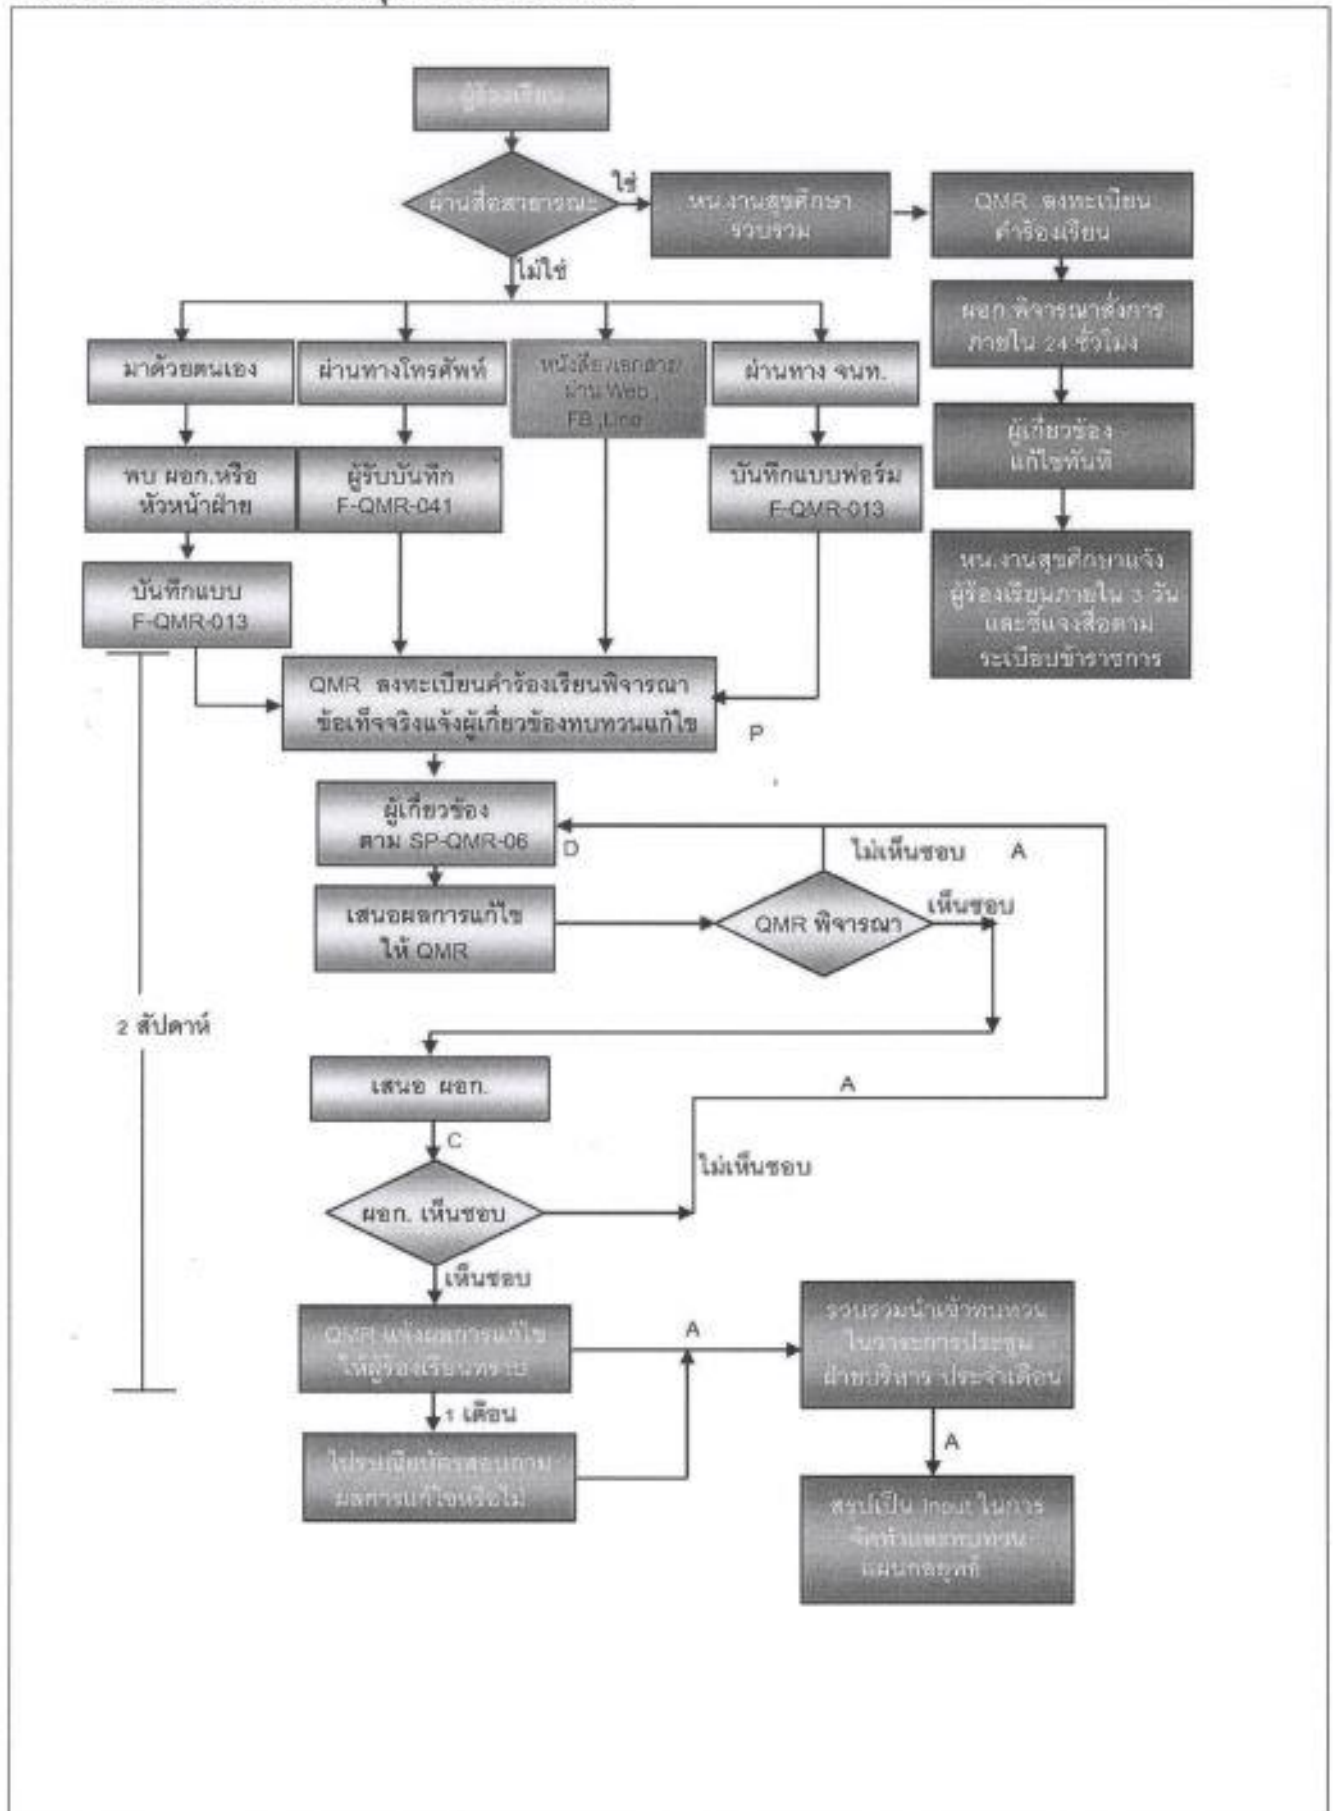 ผู้ร้องเรียน
ผ่านสื่อสาธารณะ
ใช่
หน.งานสุขศึกษา
รวบรวม
QMR ลงทะเบียน
คำร้องเรียน
ไม่ใช่
ผอก.พิจารณาสั่งการ
ภายใน 24 ชั่วโมง
มาด้วยตนเอง
ผ่านทางโทรศัพท์
หนังสือ/เอกสาร/
ผ่าน Web ,
FB ,Line
ผ่านทาง จนท.
ผู้เกี่ยวข้อง
แก้ไขทันที
พบ ผอก.หรือ
หัวหน้าฝ่าย
ผู้รับบันทึก
F-QMR-041
บันทึกแบบฟอร์ม
F-QMR-013
หน.งานสุขศึกษาแจ้ง
ผู้ร้องเรียนภายใน 3 วัน
และชี้แจงสื่อตาม
ระเบียบข้าราชการ
บันทึกแบบ
F-QMR-013
QMR ลงทะเบียนคำร้องเรียนพิจารณา
ข้อเท็จจริงแจ้งผู้เกี่ยวข้องทบทวนแก้ไข
P
ผู้เกี่ยวข้อง
ตาม SP-QMR-06
D
ไม่เห็นชอบ
A
เสนอผลการแก้ไข
ให้ QMR
QMR พิจารณา
เห็นชอบ
2 สัปดาห์
เสนอ ผอก.
A
C
ไม่เห็นชอบ
ผอก. เห็นชอบ
เห็นชอบ
QMR แจ้งผลการแก้ไข
ให้ผู้ร้องเรียนทราบ
A
รวบรวมนำเข้าทบทวน
ในวาระการประชุม
ฝ่ายบริหาร ประจำเดือน
1 เดือน
ไปรษณียบัตรสอบถาม
ผลการแก้ไขหรือไม่
A
สรุปเป็น Input ในการ
จัดทำและทบทวน
แผนกลยุทธ์